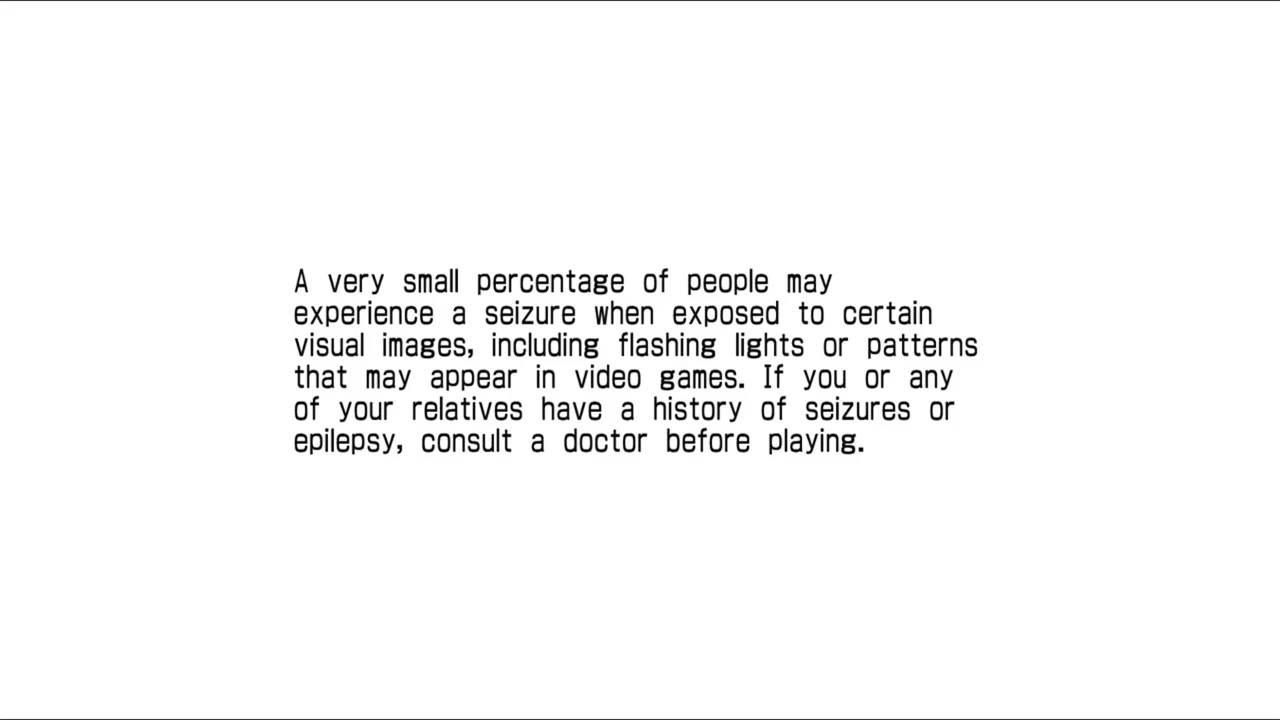 A very small percentage of people may
experience a seizure when exposed to certain
visual images, including flashing lights or patterns
that may appear in video games. If you or any
of your relatives have a history of seizures or
epilepsy, consult a doctor before playing.